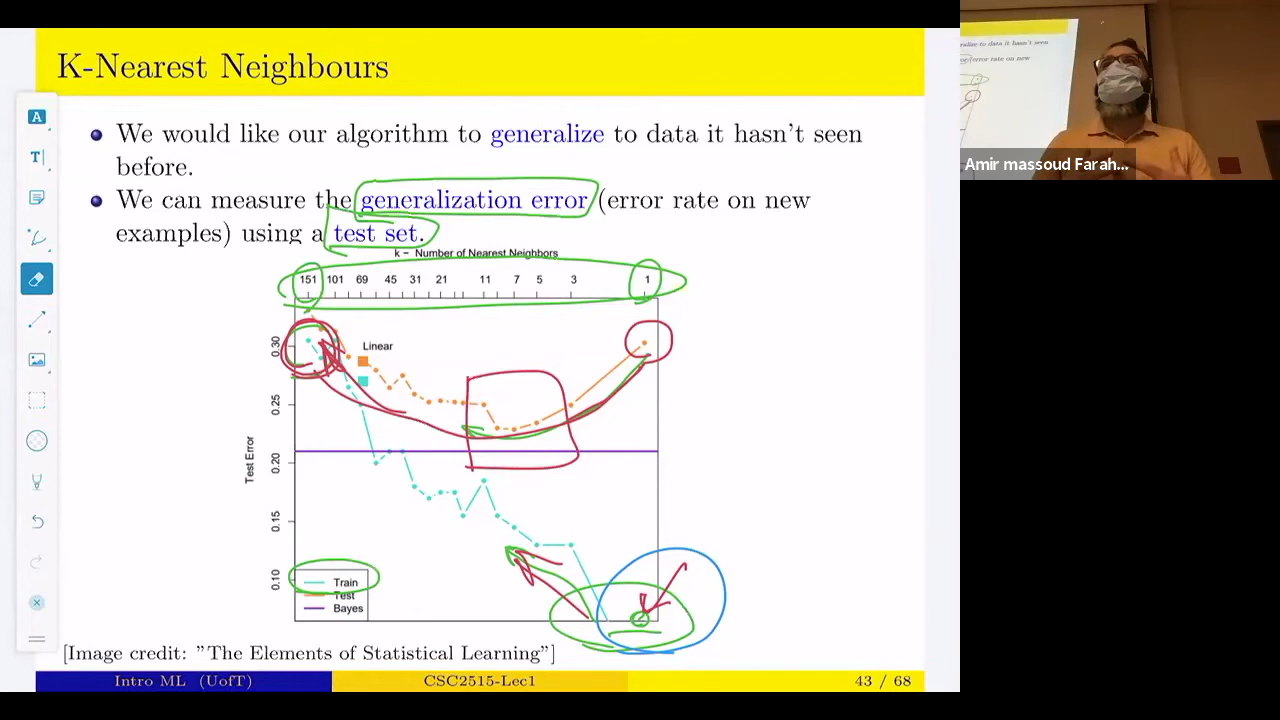 K-Nearest Neighbours
We would like our algorithm to generalize to data it hasn't seen
before.
We can measure the generalization error (error rate on new
examples) using a test set.
k − Number of Nearest Neighbors
151 101 69 45 31 21 11 7 5 3 1
Linear
0.30
0.25
0.20
0.15
0.10
Test Error
Train
Test
Bayes
[Image credit: "The Elements of Statistical Learning"]
Intro ML (UofT) CSC2515-Lec1 43 / 68
Amir massoud Farah...